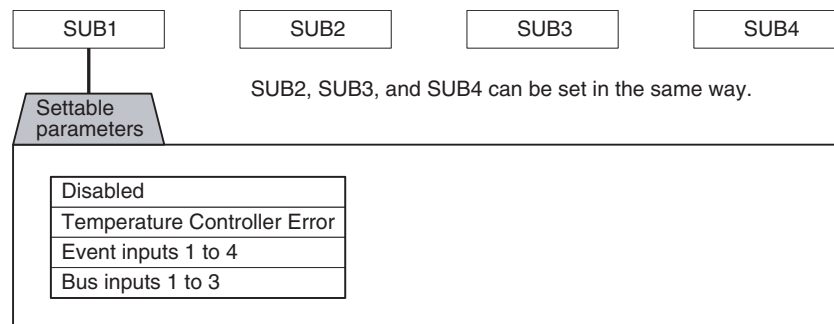 SUB1 SUB2 SUB3 SUB4
SUB2, SUB3, and SUB4 can be set in the same way.
Settable
parameters
Disabled
Temperature Controller Error
Event inputs 1 to 4
Bus inputs 1 to 3